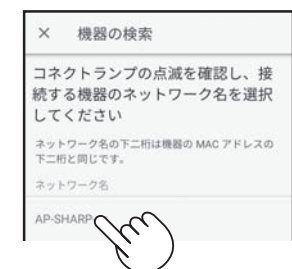 × 機器の検索
コネクトランプの点滅を確認し、接
続する機器のネットワーク名を選択
してください
ネットワーク名の下二桁は機器の MAC アドレスの
下二桁と同じです。
ネットワーク名
AP-SHARP-